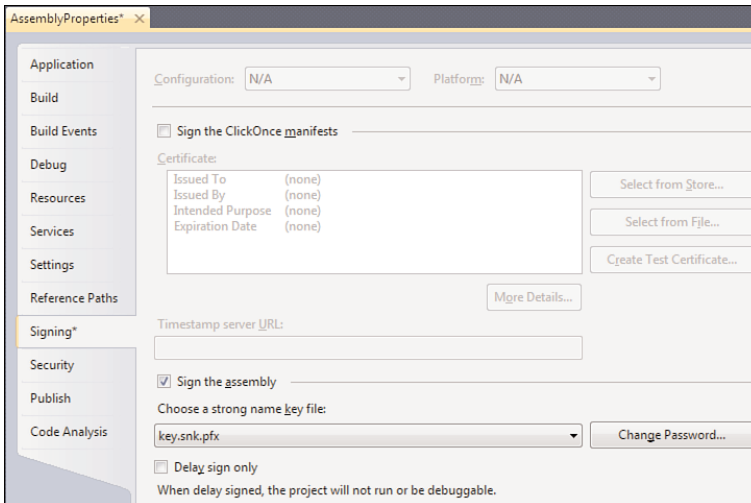 AssemblyProperties* ×
Application
Build
Build Events
Debug
Resources
Services
Settings
Reference Paths
Signing*
Security
Publish
Code Analysis
Configuration: N/A Platform: N/A
Sign the ClickOnce manifests
Certificate:
Issued To (none)
Issued By (none)
Intended Purpose (none)
Expiration Date (none)
Select from Store...
Select from File...
Create Test Certificate...
More Details...
Timestamp server URL:
Sign the assembly
Choose a strong name key file:
key.snk.pfx
Change Password...
Delay sign only
When delay signed, the project will not run or be debuggable.